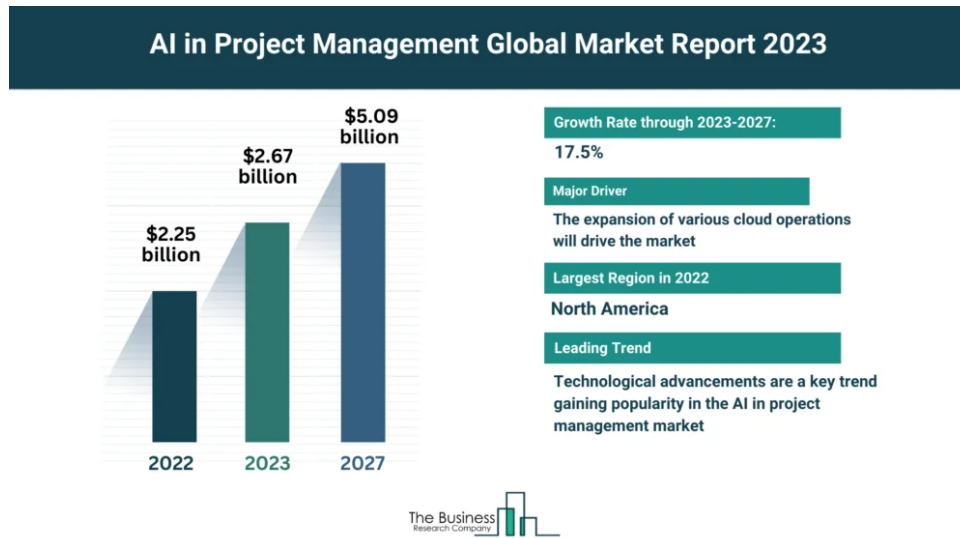 AI in Project Management Global Market Report 2023
$2.25
billion
$2.67
billion
$5.09
billion
2022
2023
2027
Growth Rate through 2023-2027:
17.5%
Major Driver
The expansion of various cloud operations
will drive the market
Largest Region in 2022
North America
Leading Trend
Technological advancements are a key trend
gaining popularity in the AI in project
management market
The Business
Research Company